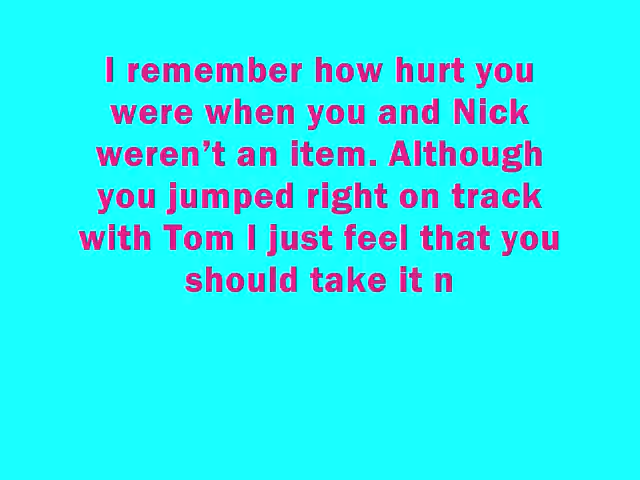 I remember how hurt you
were when you and Nick
weren’t an item. Although
you jumped right on track
with Tom I just feel that you
should take it n